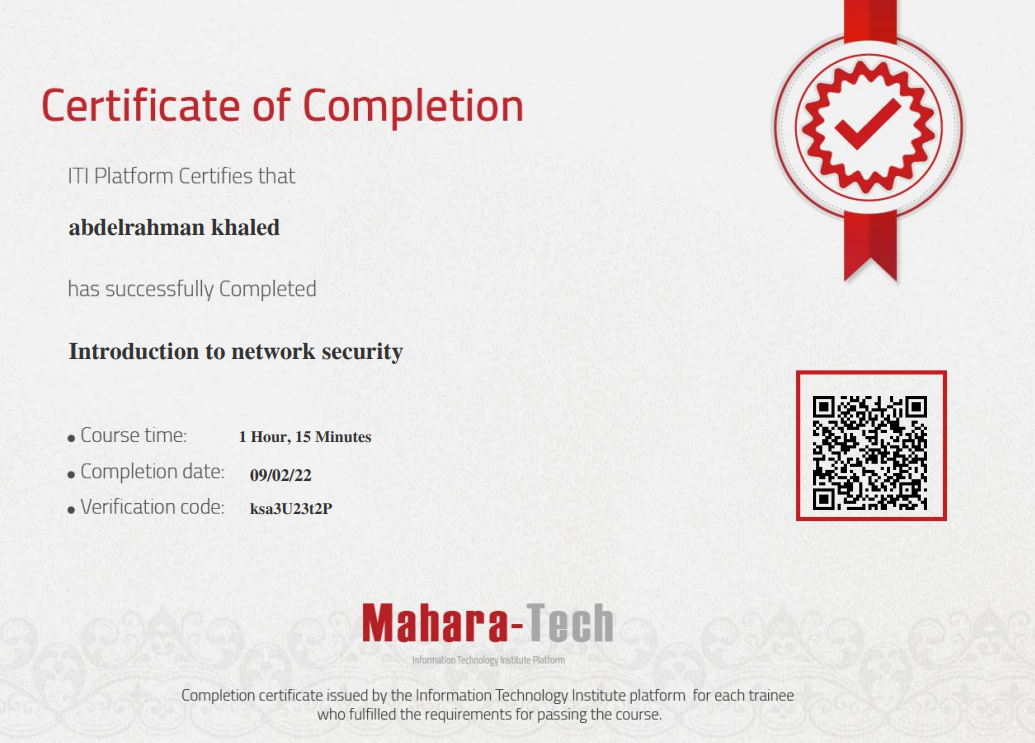 Certificate of Completion
ITI Platform Certifies that
abdelrahman khaled
has successfully Completed
Introduction to network security
• Course time: 1 Hour, 15 Minutes
• Completion date: 09/02/22
• Verification code: ksa3U23t2P
Mahara-Tech
Information Technology Institute Platform
Completion certificate issued by the Information Technology Institute platform for each trainee
who fulfilled the requirements for passing the course.